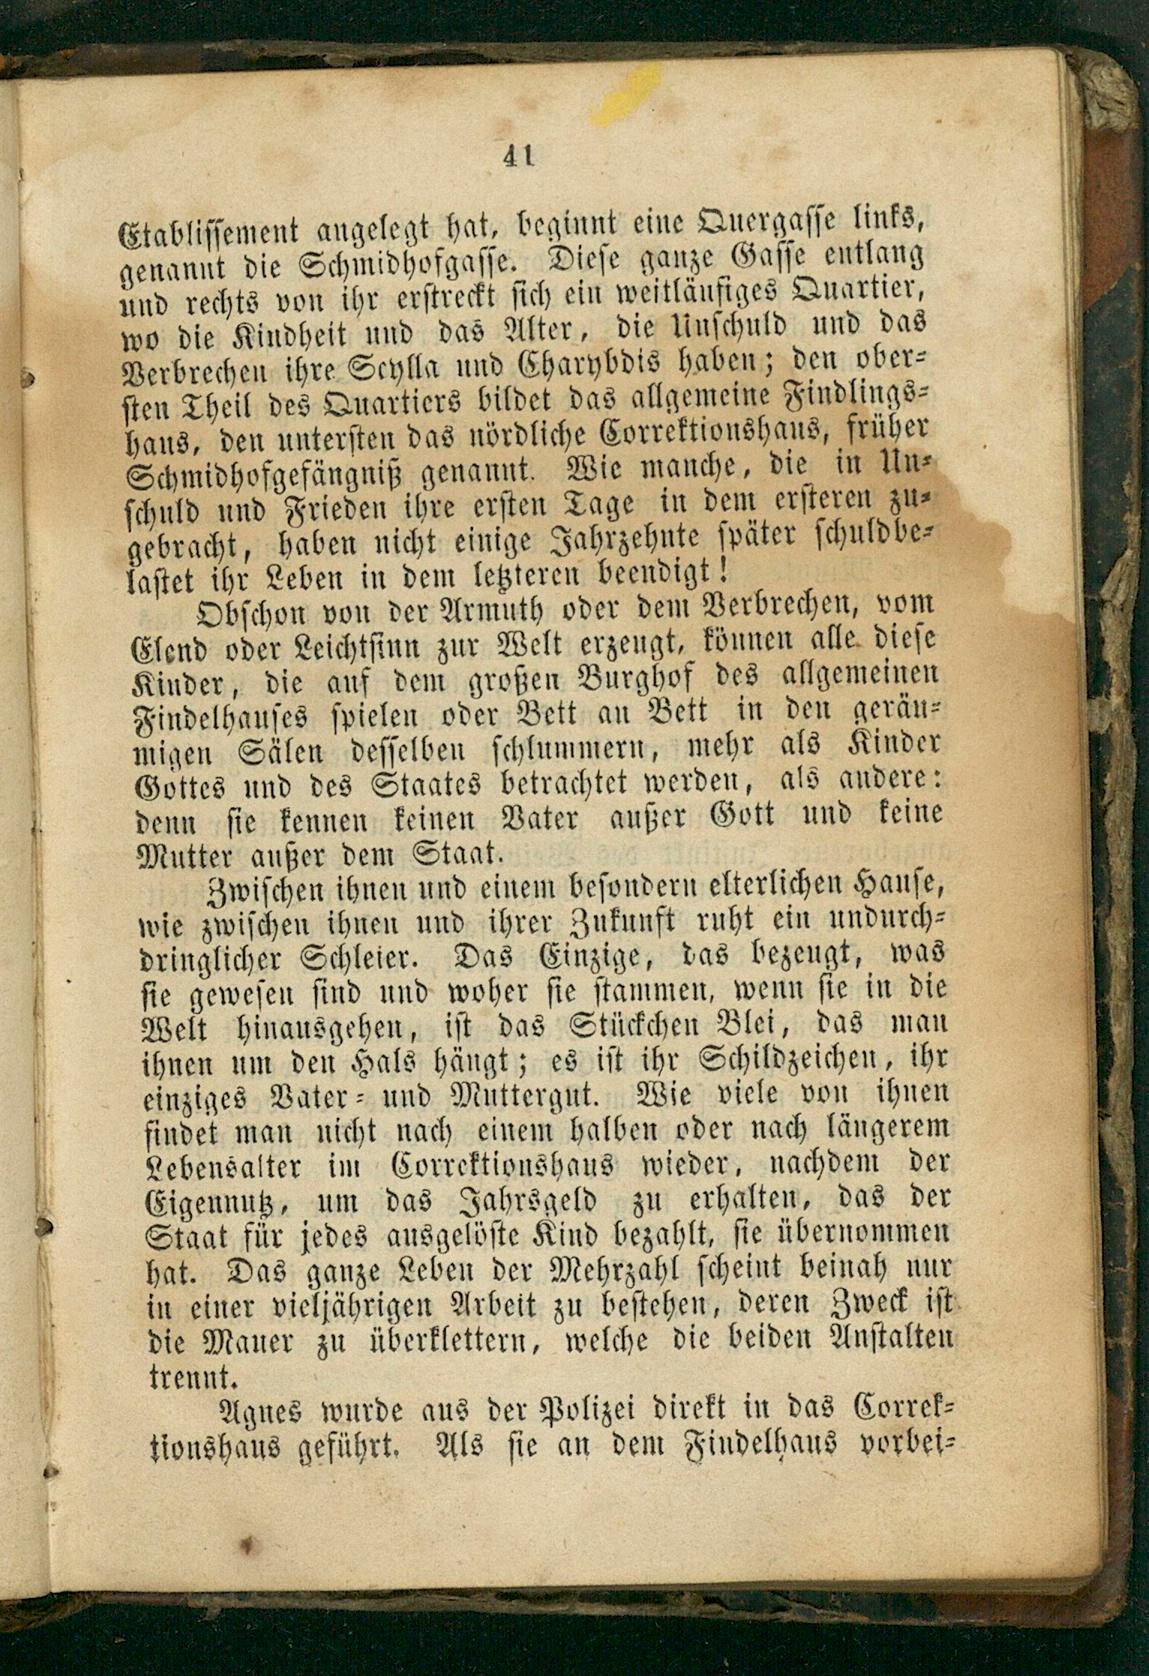 41
Etablissement angelegt hat, beginnt eine Quergasse links,
genannt die Schmidhofgasse. Diese ganze Gasse entlang
und rechts von ihr erstreckt sich ein weitläufiges Quartier,
wo die Kindheit und das Alter, die Unschuld und das
Verbrechen ihre Scylla und Charybdis haben; den ober-
sten Theil des Quartiers bildet das allgemeine Findlings-
haus, den untersten das nördliche Correktionshaus, früher
Schmidhofgefängniß genannt. Wie manche, die in Un-
schuld und Frieden ihre ersten Tage in dem ersteren zu-
gebracht, haben nicht einige Jahrzehnte später schuldbe-
lastet ihr Leben in dem letzteren beendigt!
Obschon von der Armuth oder dem Verbrechen, vom
Elend oder Leichtsinn zur Welt erzeugt, können alle diese
Kinder, die auf dem großen Burghof des allgemeinen
Findelhauses spielen oder Bett an Bett in den geräu-
migen Sälen desselben schlummern, mehr als Kinder
Gottes und des Staates betrachtet werden, als andere:
denn sie kennen keinen Vater außer Gott und keine
Mutter außer dem Staat.
Zwischen ihnen und einem besondern elterlichen Hause,
wie zwischen ihnen und ihrer Zukunft ruht ein undurch-
dringlicher Schleier. Das Einzige, das bezeugt, was
sie gewesen sind und woher sie stammen, wenn sie in die
Welt hinausgehen, ist das Stückchen Blei, das man
ihnen um den Hals hängt; es ist ihr Schildzeichen, ihr
einziges Vater- und Muttergut. Wie viele von ihnen
findet man nicht nach einem halben oder nach längerem
Lebensalter im Correktionshaus wieder, nachdem der
Eigennutz, um das Jahrsgeld zu erhalten, das der
Staat für jedes ausgelöste Kind bezahlt, sie übernommen
hat. Das ganze Leben der Mehrzahl scheint beinah nur
in einer vieljährigen Arbeit zu bestehen, deren Zweck ist
die Mauer zu überklettern, welche die beiden Anstalten
trennt.
Agnes wurde aus der Polizei direkt in das Correk-
tionshaus geführt. Als sie an dem Findelhaus vorbei-